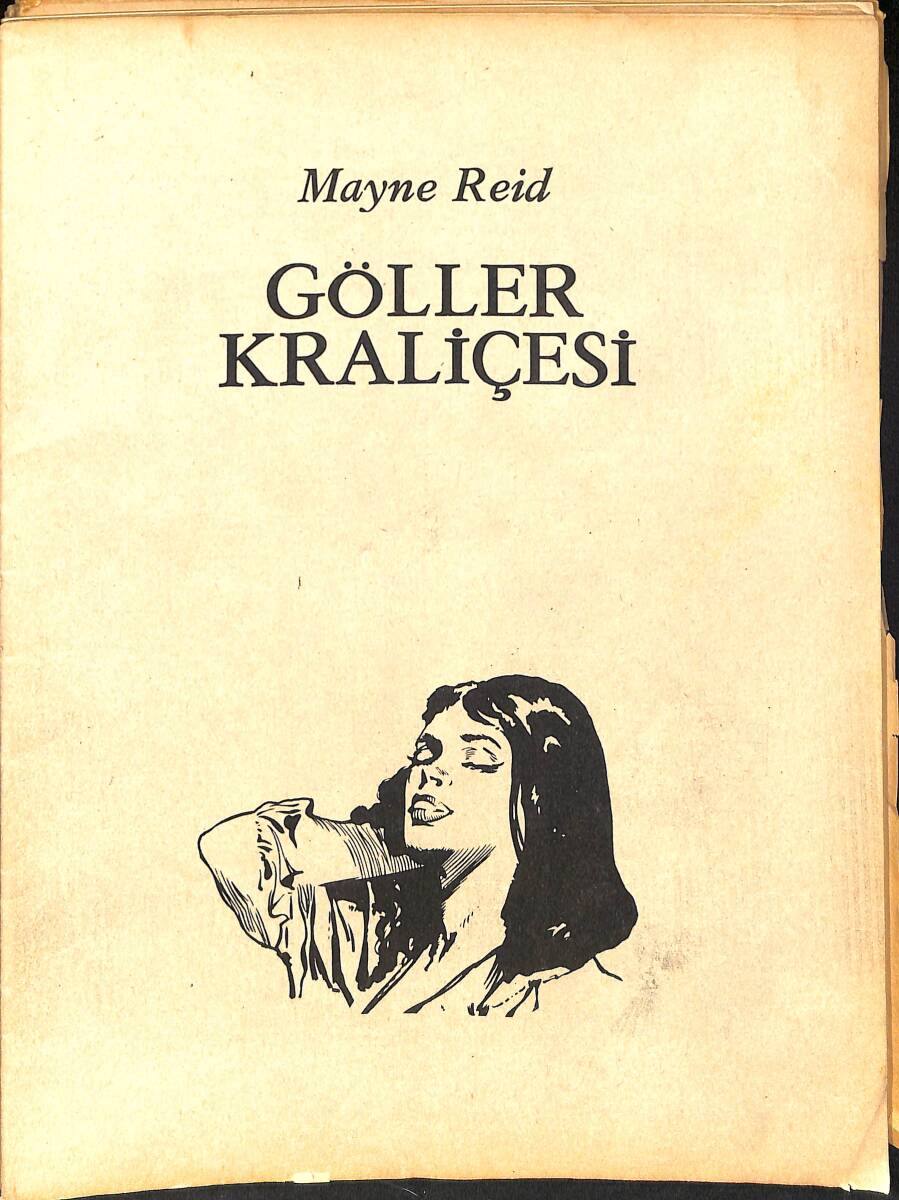 Mayne Reid
GÖLLER
KRALİÇESİ